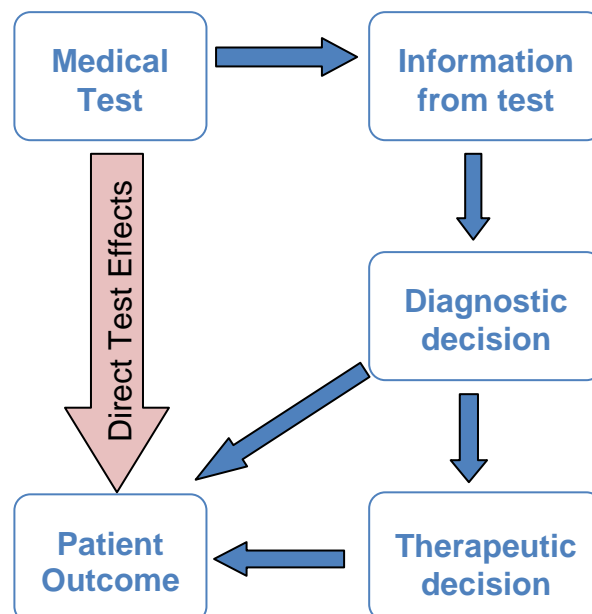 Medical
Test
Information
from test
Direct Test Effects
Diagnostic
decision
Patient
Outcome
Therapeutic
decision